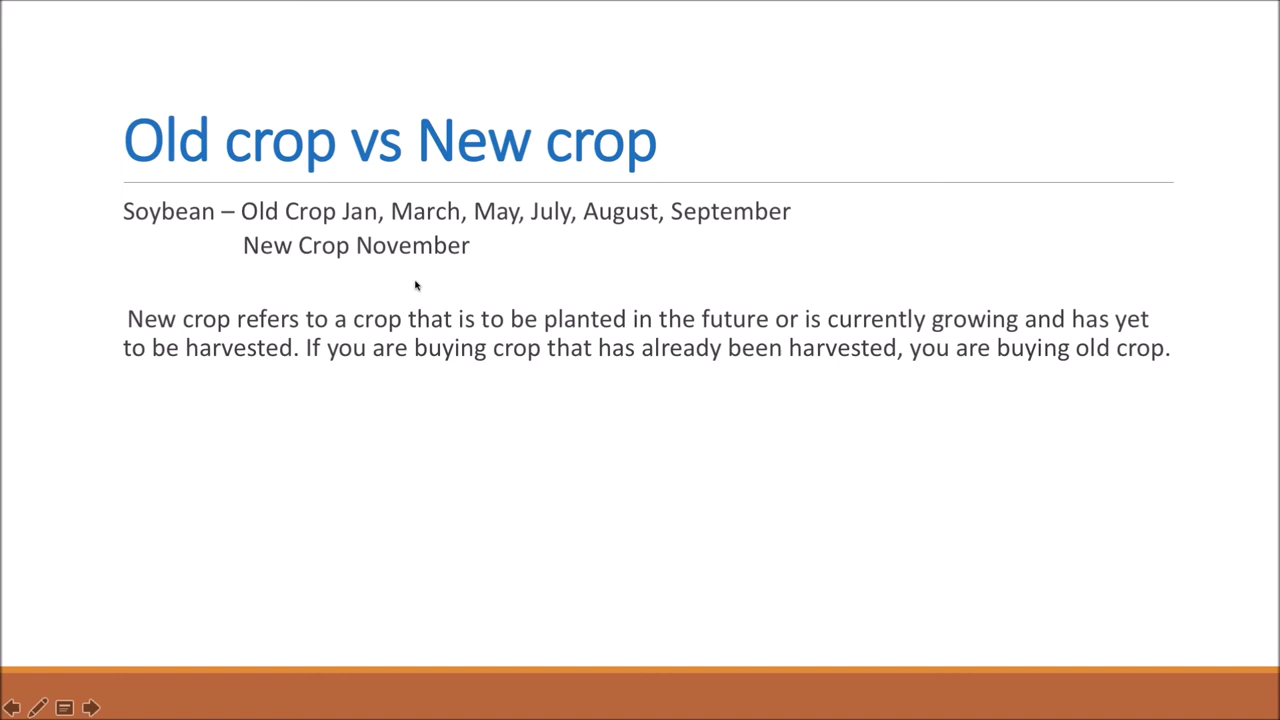 Old crop vs New crop
Soybean – Old Crop Jan, March, May, July, August, September
New Crop November
New crop refers to a crop that is to be planted in the future or is currently growing and has yet
to be harvested. If you are buying crop that has already been harvested, you are buying old crop.